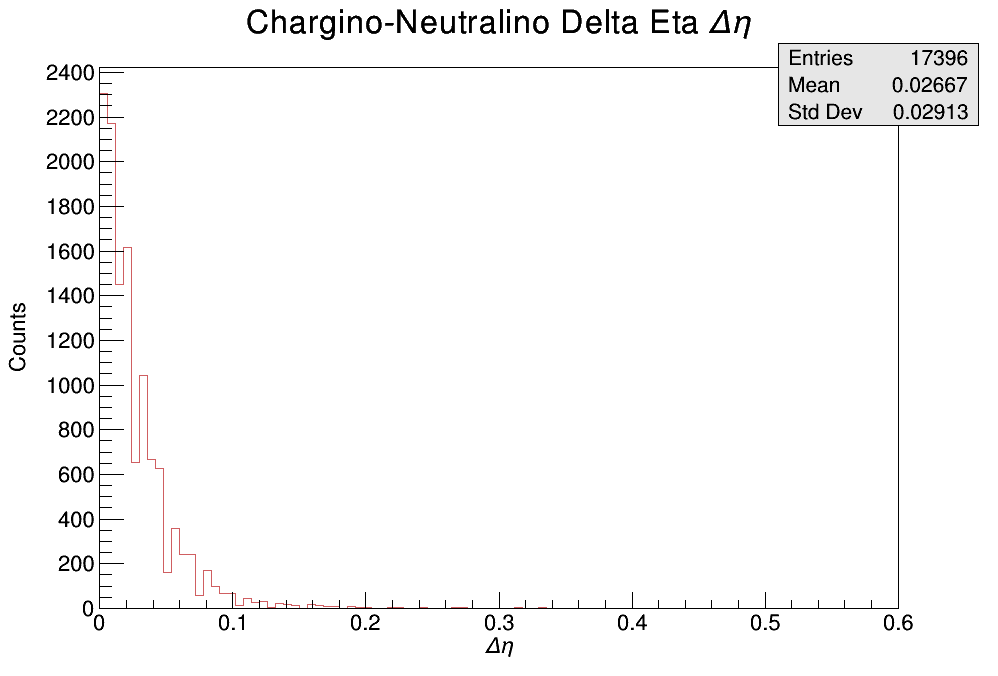 Chargino-Neutralino Delta Eta Δη
Entries 17396
Mean 0.02667
Std Dev 0.02913
2400
2200
2000
1800
1600
1400
1200
1000
800
600
400
200
0
Counts
0 0.1 0.2 0.3 0.4 0.5 0.6
Δη